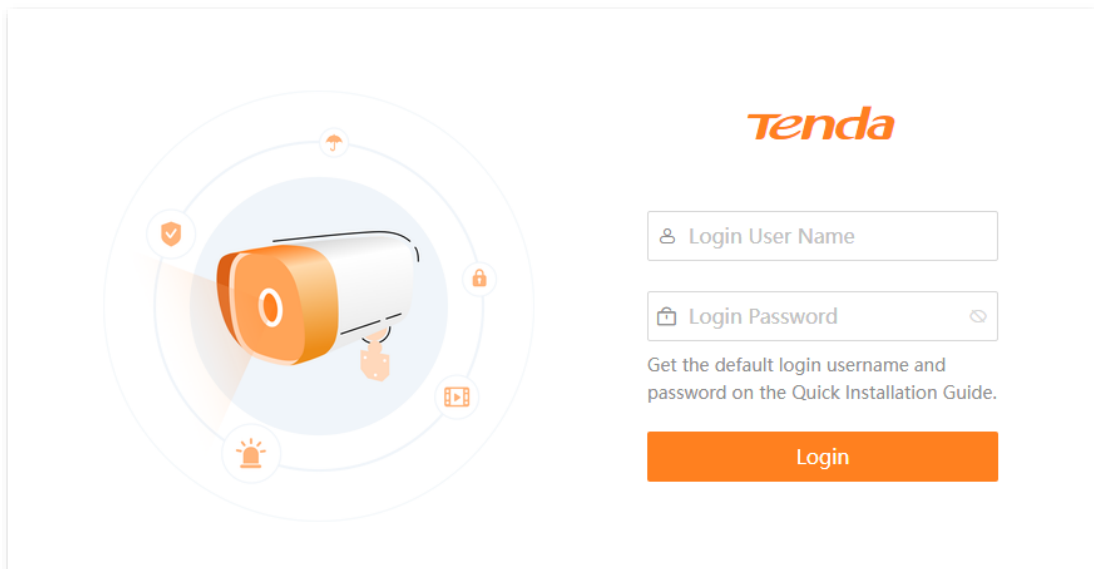 Tenda
Login User Name
Login Password
Get the default login username and
password on the Quick Installation Guide.
Login